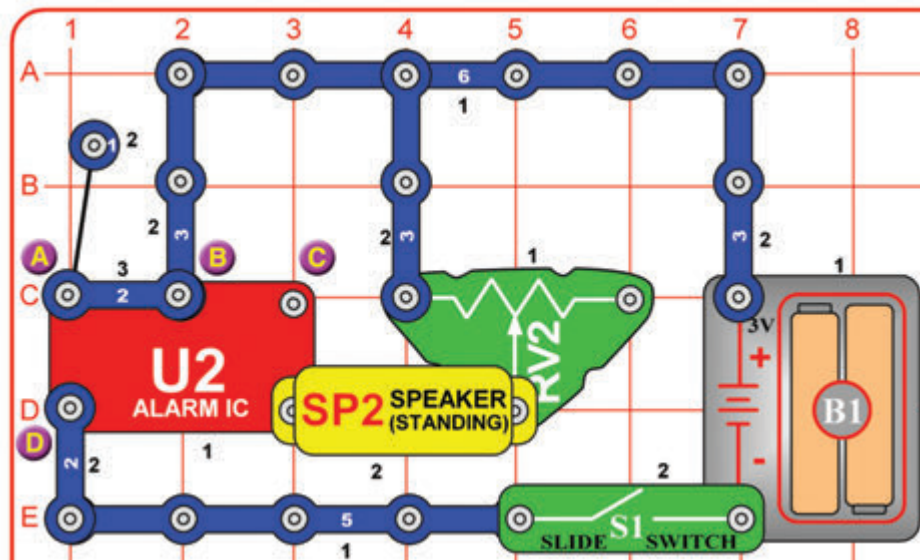 1 2 3 4 5 6 7 8
A 6
1
1 2
B
2 3 2 3 3 2
A 3 B C 1 1
C 2
3V
+
U2
ALARM IC
RV2
D SP2 SPEAKER
(STANDING)
B1
D
2 2 1 2 2 -
E 5 S1
SLIDE SWITCH
1